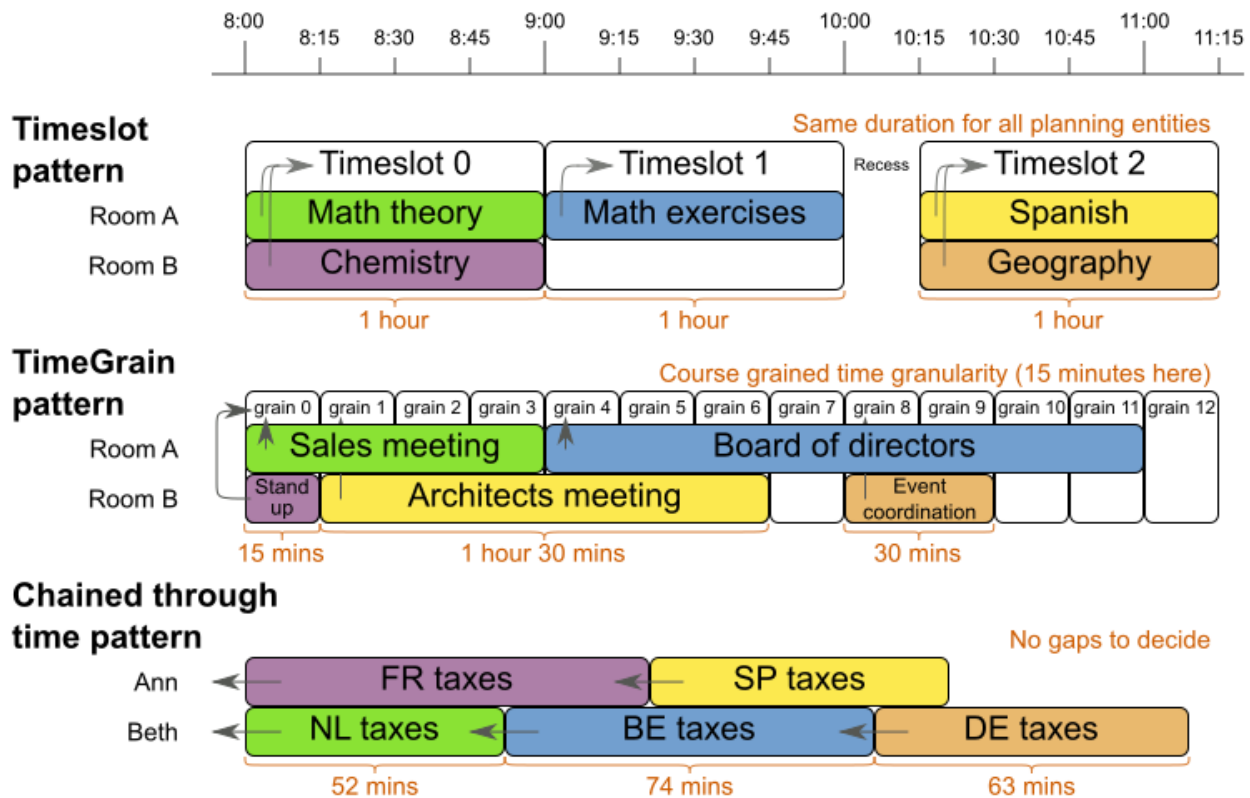 8:00 9:00 10:00 11:00
8:15 8:30 8:45 9:15 9:30 9:45 10:15 10:30 10:45 11:15
Timeslot
pattern
Same duration for all planning entities
Timeslot 0 Timeslot 1 Recess Timeslot 2
Room A Math theory Math exercises Spanish
Room B Chemistry Geography
1 hour 1 hour 1 hour
TimeGrain
pattern
Course grained time granularity (15 minutes here)
grain 0 grain 1 grain 2 grain 3 grain 4 grain 5 grain 6 grain 7 grain 8 grain 9 grain 10 grain 11 grain 12
Room A Sales meeting Board of directors
Room B Stand
up
Architects meeting
Event
coordination
15 mins 1 hour 30 mins 30 mins
Chained through
time pattern
No gaps to decide
Ann FR taxes SP taxes
Beth NL taxes BE taxes DE taxes
52 mins 74 mins 63 mins